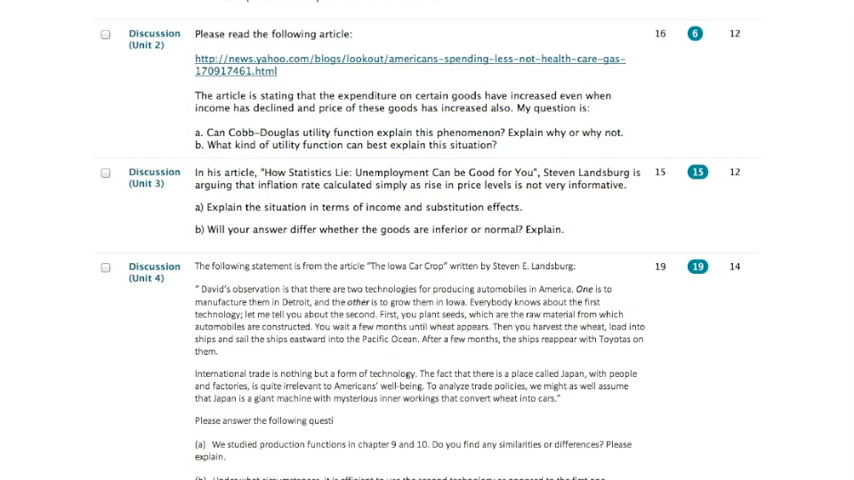 Discussion (Unit 2)
Please read the following article:
16 6 12
http://news.yahoo.com/blogs/lookout/americans-spending-less-not-health-care-gas-
170917461.html
The article is stating that the expenditure on certain goods have increased even when
income has declined and price of these goods has increased also. My question is:
a. Can Cobb-Douglas utility function explain this phenomenon? Explain why or why not.
b. What kind of utility function can best explain this situation?
Discussion (Unit 3)
In his article, "How Statistics Lie: Unemployment Can be Good for You", Steven Landsburg is
15 15 12
arguing that inflation rate calculated simply as rise in price levels is not very informative.
a) Explain the situation in terms of income and substitution effects.
b) Will your answer differ whether the goods are inferior or normal? Explain.
Discussion (Unit 4)
The following statement is from the article "The Iowa Car Crop" written by Steven E. Landsburg:
19 19 14
" David's observation is that there are two technologies for producing automobiles in America. One is to
manufacture them in Detroit, and the other is to grow them in Iowa. Everybody knows about the first
technology; let me tell you about the second. First, you plant seeds, which are the raw material from which
automobiles are constructed. You wait a few months until wheat appears. Then you harvest the wheat, load into
ships and sail the ships eastward into the Pacific Ocean. After a few months, the ships reappear with Toyotas on
them.
International trade is nothing but a form of technology. The fact that there is a place called Japan, with people
and factories, is quite irrelevant to Americans' well-being. To analyze trade policies, we might as well assume
that Japan is a giant machine with mysterious inner workings that convert wheat into cars."
Please answer the following questi
(a) We studied production functions in chapter 9 and 10. Do you find any similarities or differences? Please
explain.